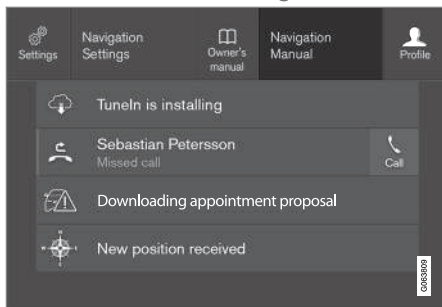 Settings
Navigation
Settings
Owner's
manual
Navigation
Manual
Profile
TuneIn is installing
Sebastian Petersson
Missed call
Call
Downloading appointment proposal
New position received
G063809